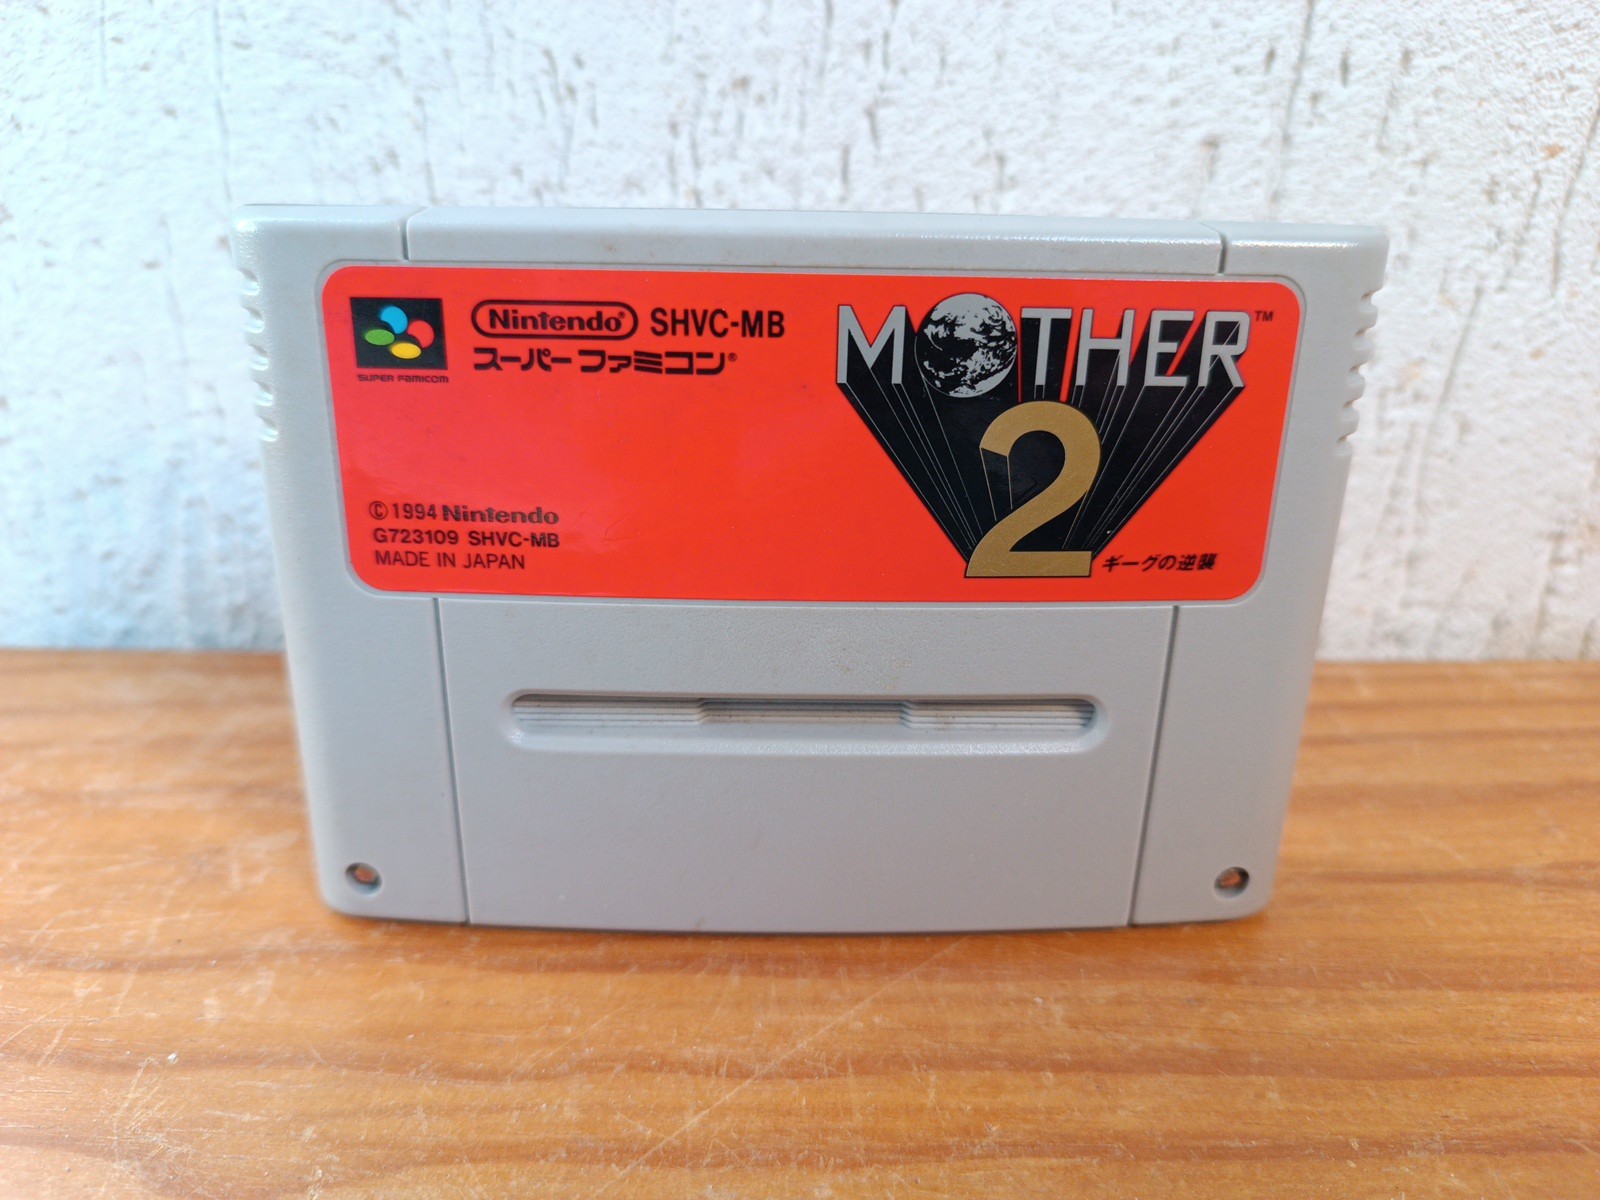 SUPER FAMICOM
Nintendo® SHVC-MB
スーパーファミコン®
MOTHER™
2
ギーグの逆襲
©1994 Nintendo
G723109 SHVC-MB
MADE IN JAPAN